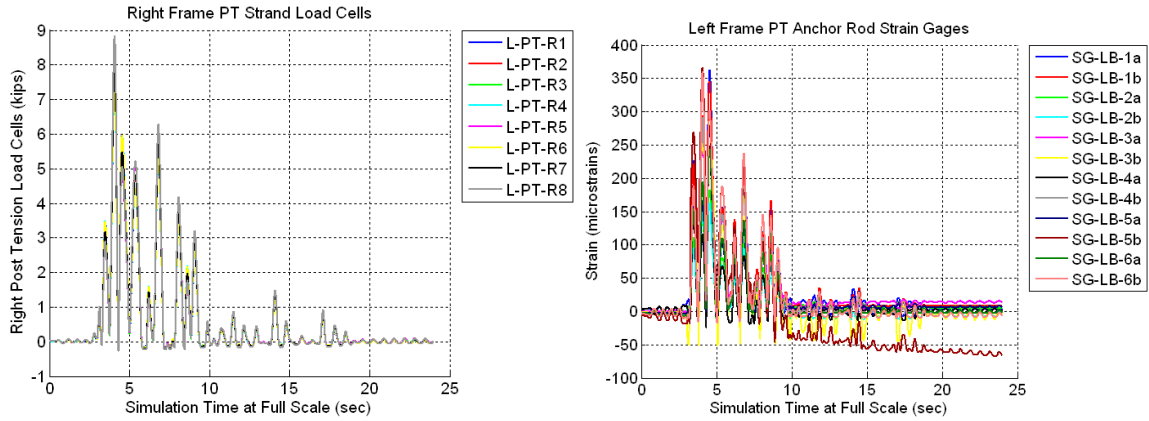 Right Frame PT Strand Load Cells
Right Post Tension Load Cells (kips)
9
8
7
6
5
4
3
2
1
0
-1
0 5 10 15 20 25
Simulation Time at Full Scale (sec)
L-PT-R1
L-PT-R2
L-PT-R3
L-PT-R4
L-PT-R5
L-PT-R6
L-PT-R7
L-PT-R8
Left Frame PT Anchor Rod Strain Gages
Strain (microstrains)
400
350
300
250
200
150
100
50
0
-50
-100
0 5 10 15 20 25
Simulation Time at Full Scale (sec)
SG-LB-1a
SG-LB-1b
SG-LB-2a
SG-LB-2b
SG-LB-3a
SG-LB-3b
SG-LB-4a
SG-LB-4b
SG-LB-5a
SG-LB-5b
SG-LB-6a
SG-LB-6b